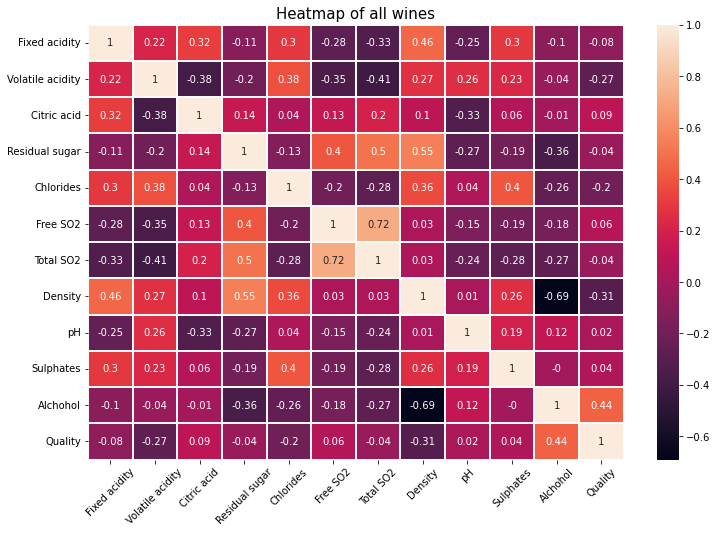 Heatmap of all wines
Fixed acidity 1 0.22 0.32 -0.11 0.3 -0.28 -0.33 0.46 -0.25 0.3 -0.1 -0.08
Volatile acidity 0.22 1 -0.38 -0.2 0.38 -0.35 -0.41 0.27 0.26 0.23 -0.04 -0.27
Citric acid 0.32 -0.38 1 0.14 0.04 0.13 0.2 0.1 -0.33 0.06 -0.01 0.09
Residual sugar -0.11 -0.2 0.14 1 -0.13 0.4 0.5 0.55 -0.27 -0.19 -0.36 -0.04
Chlorides 0.3 0.38 0.04 -0.13 1 -0.2 -0.28 0.36 0.04 0.4 -0.26 -0.2
Free SO2 -0.28 -0.35 0.13 0.4 -0.2 1 0.72 0.03 -0.15 -0.19 -0.18 0.06
Total SO2 -0.33 -0.41 0.2 0.5 -0.28 0.72 1 0.03 -0.24 -0.28 -0.27 -0.04
Density 0.46 0.27 0.1 0.55 0.36 0.03 0.03 1 0.01 0.26 -0.69 -0.31
pH -0.25 0.26 -0.33 -0.27 0.04 -0.15 -0.24 0.01 1 0.19 0.12 0.02
Sulphates 0.3 0.23 0.06 -0.19 0.4 -0.19 -0.28 0.26 0.19 1 -0 0.04
Alchohol -0.1 -0.04 -0.01 -0.36 -0.26 -0.18 -0.27 -0.69 0.12 -0 1 0.44
Quality -0.08 -0.27 0.09 -0.04 -0.2 0.06 -0.04 -0.31 0.02 0.04 0.44 1
Fixed acidity Volatile acidity Citric acid Residual sugar Chlorides Free SO2 Total SO2 Density pH Sulphates Alchohol Quality
1.0
0.8
0.6
0.4
0.2
0.0
-0.2
-0.4
-0.6